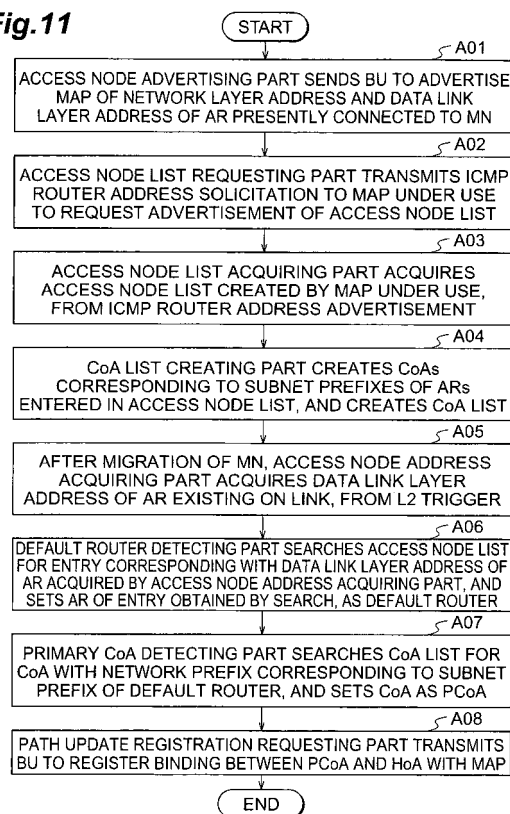 Fig.11
START
A01
ACCESS NODE ADVERTISING PART SENDS BU TO ADVERTISE
MAP OF NETWORK LAYER ADDRESS AND DATA LINK
LAYER ADDRESS OF AR PRESENTLY CONNECTED TO MN
A02
ACCESS NODE LIST REQUESTING PART TRANSMITS ICMP
ROUTER ADDRESS SOLICITATION TO MAP UNDER USE
TO REQUEST ADVERTISEMENT OF ACCESS NODE LIST
A03
ACCESS NODE LIST ACQUIRING PART ACQUIRES
ACCESS NODE LIST CREATED BY MAP UNDER USE,
FROM ICMP ROUTER ADDRESS ADVERTISEMENT
A04
CoA LIST CREATING PART CREATES CoAs
CORRESPONDING TO SUBNET PREFIXES OF ARs
ENTERED IN ACCESS NODE LIST, AND CREATES CoA LIST
A05
AFTER MIGRATION OF MN, ACCESS NODE ADDRESS
ACQUIRING PART ACQUIRES DATA LINK LAYER
ADDRESS OF AR EXISTING ON LINK, FROM L2 TRIGGER
A06
DEFAULT ROUTER DETECTING PART SEARCHES ACCESS NODE LIST
FOR ENTRY CORRESPONDING WITH DATA LINK LAYER ADDRESS OF
AR ACQUIRED BY ACCESS NODE ADDRESS ACQUIRING PART, AND
SETS AR OF ENTRY OBTAINED BY SEARCH, AS DEFAULT ROUTER
A07
PRIMARY CoA DETECTING PART SEARCHES CoA LIST FOR
CoA WITH NETWORK PREFIX CORRESPONDING TO SUBNET
PREFIX OF DEFAULT ROUTER, AND SETS CoA AS PCoA
A08
PATH UPDATE REGISTRATION REQUESTING PART TRANSMITS
BU TO REGISTER BINDING BETWEEN PCoA AND HoA WITH MAP
END